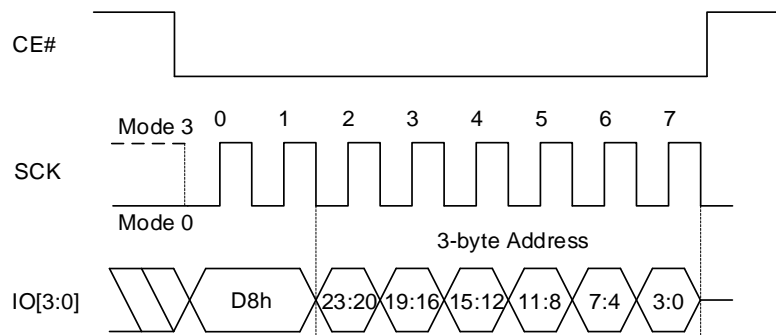 CE#
Mode 3 0 1 2 3 4 5 6 7
SCK
Mode 0
3-byte Address
IO[3:0] D8h 23:20 19:16 15:12 11:8 7:4 3:0